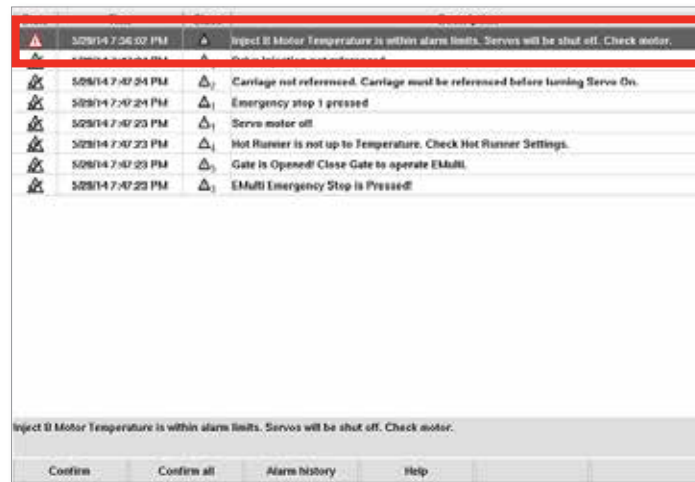 5/29/14 7:56:02 PM Inject B Motor Temperature is within alarm limits. Servos will be shut off. Check motor.
5/29/14 7:47:24 PM 2 Carriage not referenced. Carriage must be referenced before turning Servo On.
5/29/14 7:47:24 PM 1 Emergency stop 1 pressed
5/29/14 7:47:23 PM 1 Servo motor off
5/29/14 7:47:23 PM 4 Hot Runner is not up to Temperature. Check Hot Runner Settings.
5/29/14 7:47:23 PM Gate is Opened! Close Gate to operate EMulti.
5/29/14 7:47:23 PM EMulti Emergency Stop is Pressed!
Inject B Motor Temperature is within alarm limits. Servos will be shut off. Check motor.
Confirm Confirm all Alarm history Help